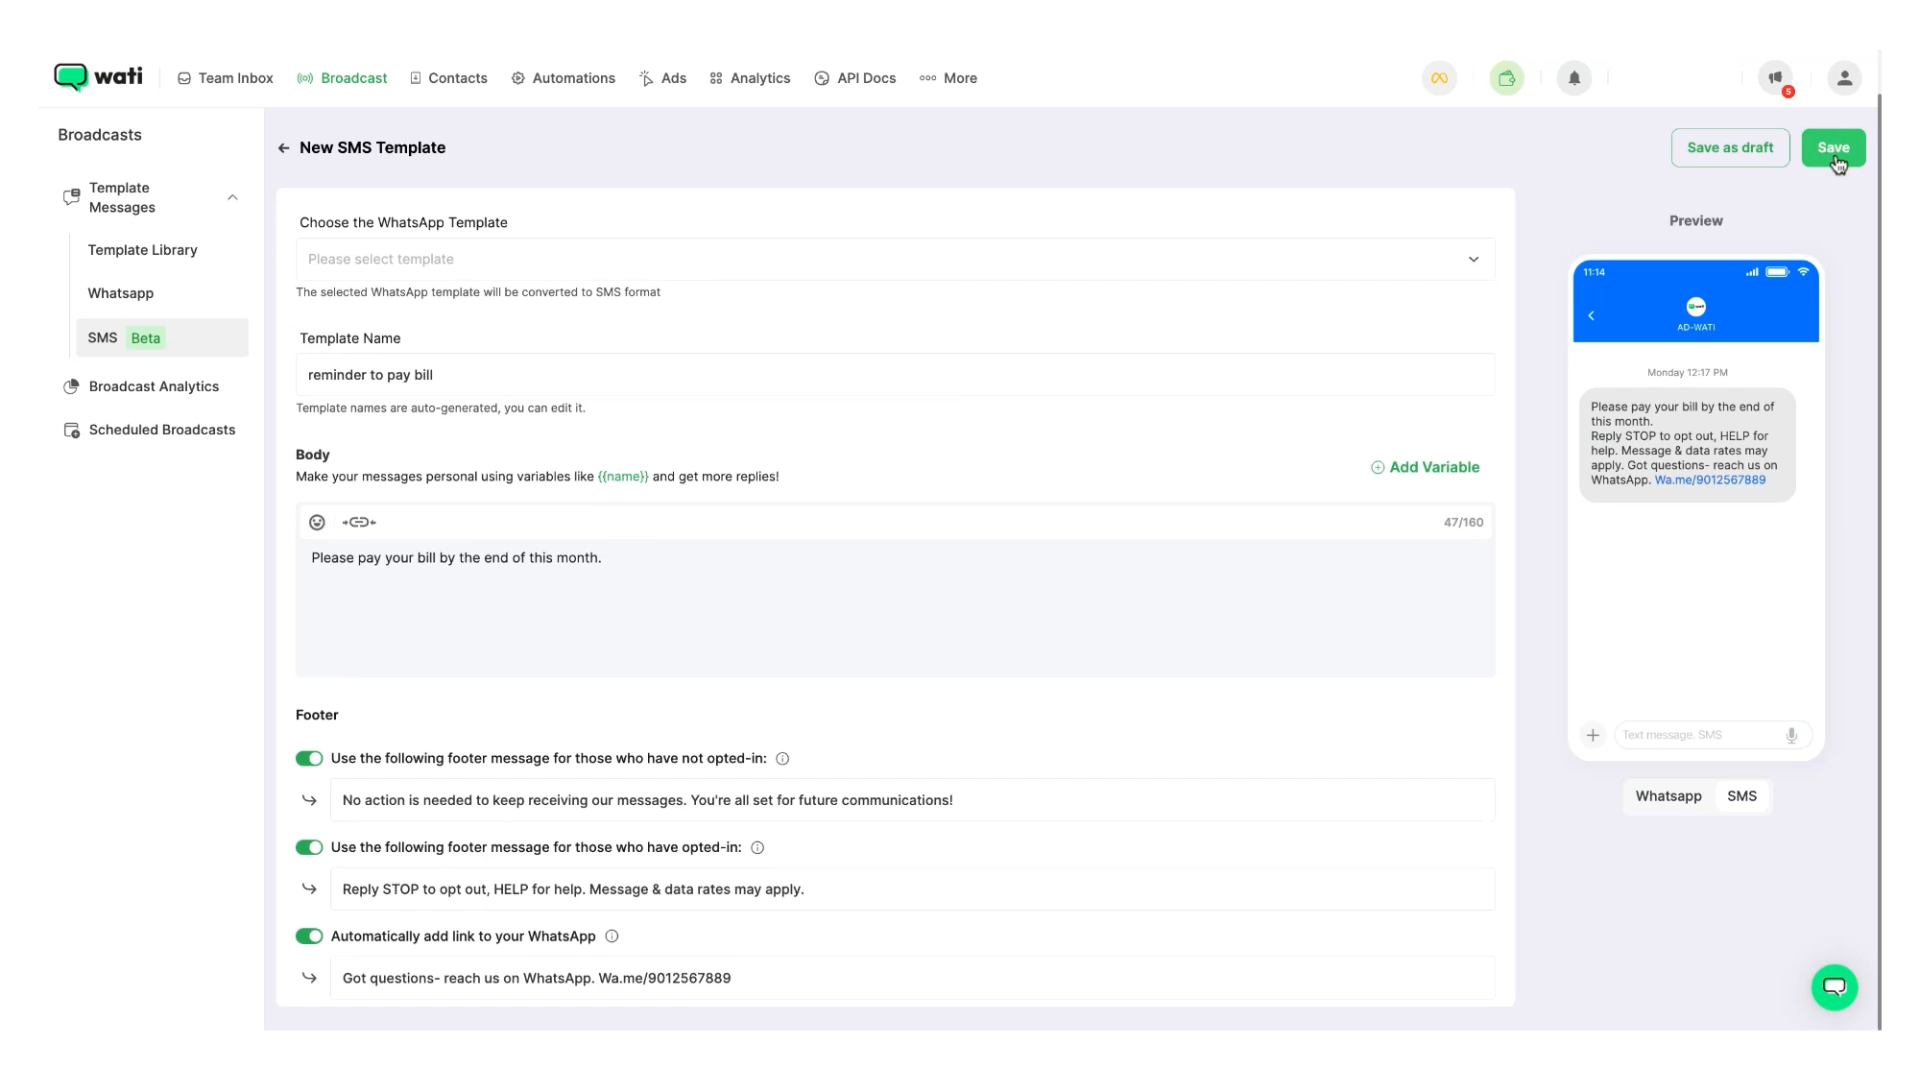 wati
Team Inbox
Broadcast
Contacts
Automations
Ads
Analytics
API Docs
More
5
Broadcasts
Template
Messages
Template Library
Whatsapp
SMS Beta
Broadcast Analytics
Scheduled Broadcasts
New SMS Template
Save as draft
Save
Choose the WhatsApp Template
Please select template
The selected WhatsApp template will be converted to SMS format
Template Name
reminder to pay bill
Template names are auto-generated, you can edit it.
Body
Make your messages personal using variables like {{name}} and get more replies!
Add Variable
47/160
Please pay your bill by the end of this month.
Footer
Use the following footer message for those who have not opted-in:
No action is needed to keep receiving our messages. You're all set for future communications!
Use the following footer message for those who have opted-in:
Reply STOP to opt out, HELP for help. Message & data rates may apply.
Automatically add link to your WhatsApp
Got questions- reach us on WhatsApp. Wa.me/9012567889
Preview
11:14
AD-WATI
Monday 12:17 PM
Please pay your bill by the end of
this month.
Reply STOP to opt out, HELP for
help. Message & data rates may
apply. Got questions- reach us on
WhatsApp. Wa.me/9012567889
Text message. SMS
Whatsapp
SMS